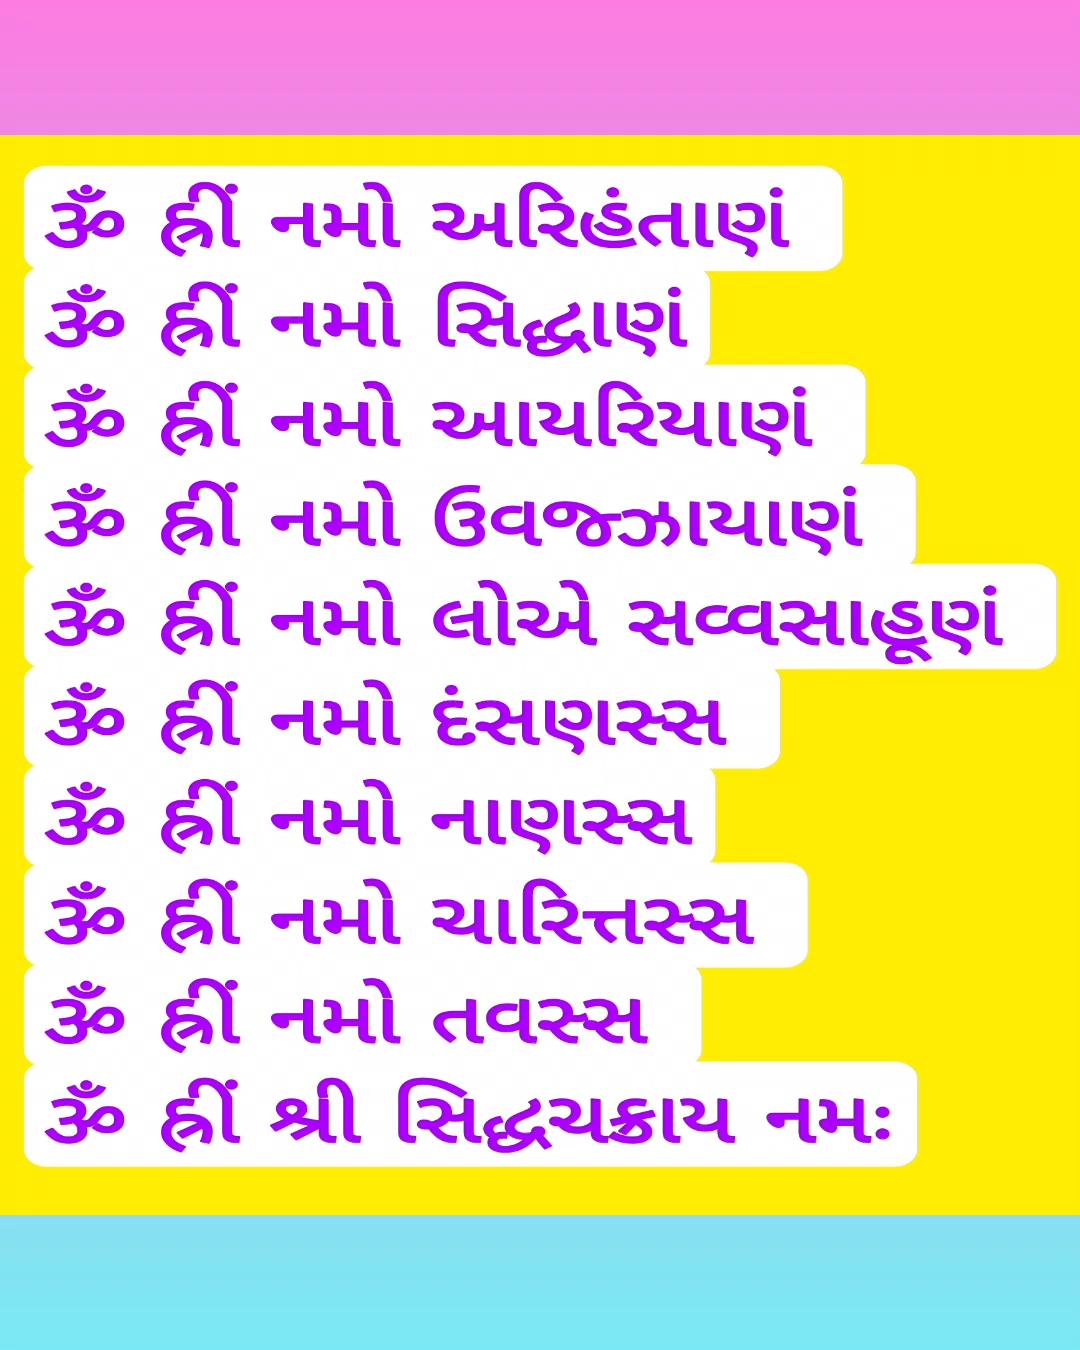 ૐ હ્રીં નમો અરિહંતાણં
ૐ હ્રીં નમો સિદ્ધાણં
ૐ હ્રીં નમો આયરિયાણં
ૐ હ્રીં નમો ઉવજ્ઝાયાણં
ૐ હ્રીં નમો લોએ સવ્વસાહૂણં
ૐ હ્રીં નમો દંસણસ્સ
ૐ હ્રીં નમો નાણસ્સ
ૐ હ્રીં નમો ચારિત્તસ્સ
ૐ હ્રીં નમો તવસ્સ
ૐ હ્રીં શ્રી સિદ્ધચક્રાય નમઃ